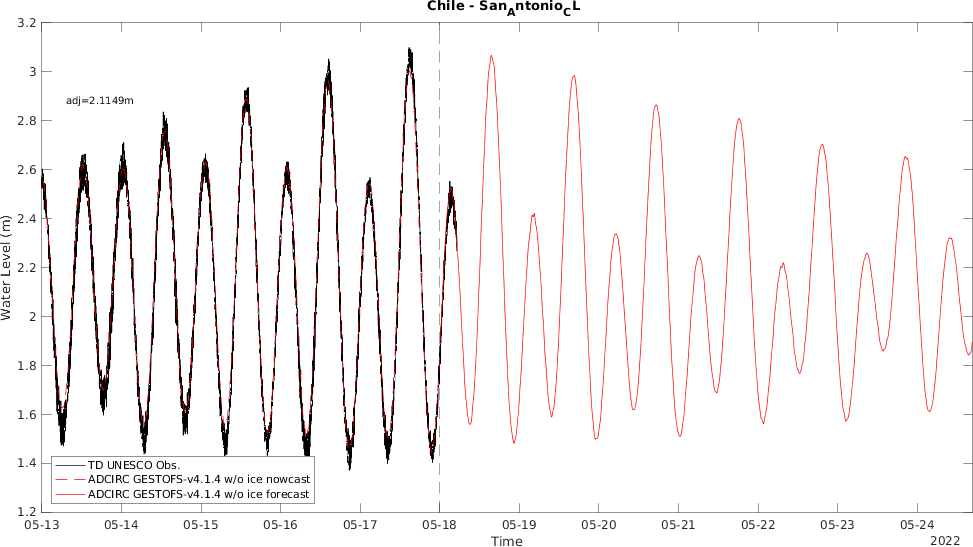 Chile - SanAntonioCL
3.2
3
2.8
2.6
2.4
2.2
2
1.8
1.6
1.4
1.2
Water Level (m)
adj=2.1149m
TD UNESCO Obs.
ADCIRC GESTOFS-v4.1.4 w/o ice nowcast
ADCIRC GESTOFS-v4.1.4 w/o ice forecast
05-13 05-14 05-15 05-16 05-17 05-18 05-19 05-20 05-21 05-22 05-23 05-24
Time
2022